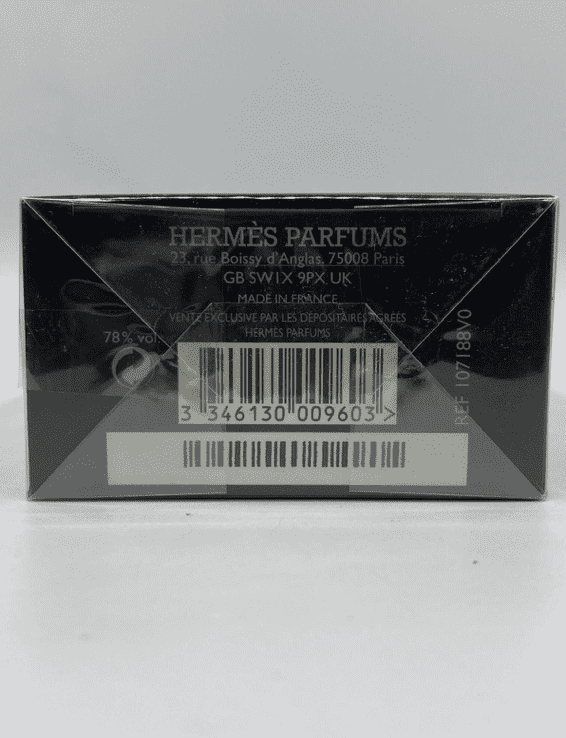 HERMÈS PARFUMS
23, rue Boissy d'Anglas, 75008 Paris
GB SW1X 9PX UK
MADE IN FRANCE
VENTE EXCLUSIVE PAR LES DÉPOSITAIRES AGRÉÉS
HERMÈS PARFUMS
78% vol.
3 346130 009603 >
REF 107188V0